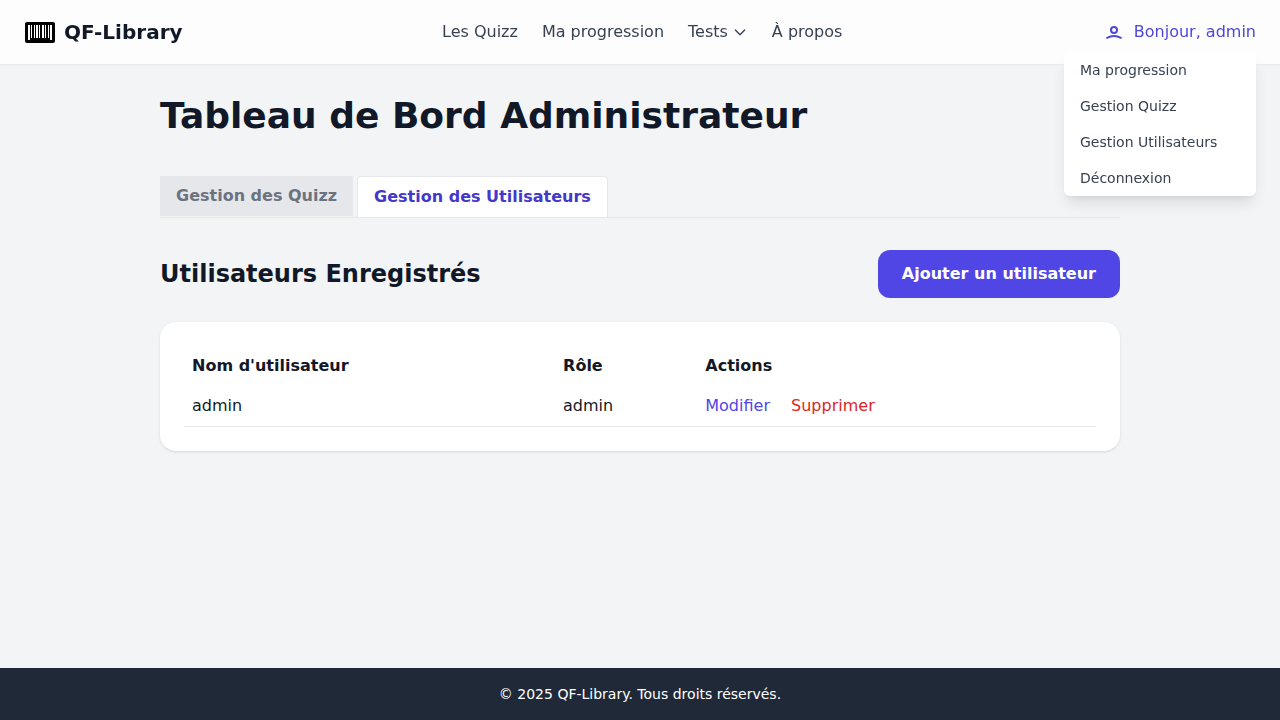 QF-Library
Les Quizz
Ma progression
Tests
À propos
Bonjour, admin
Ma progression
Gestion Quizz
Gestion Utilisateurs
Déconnexion
Tableau de Bord Administrateur
Gestion des Quizz
Gestion des Utilisateurs
Utilisateurs Enregistrés
Ajouter un utilisateur
Nom d'utilisateur Rôle Actions
admin admin Modifier Supprimer
© 2025 QF-Library. Tous droits réservés.